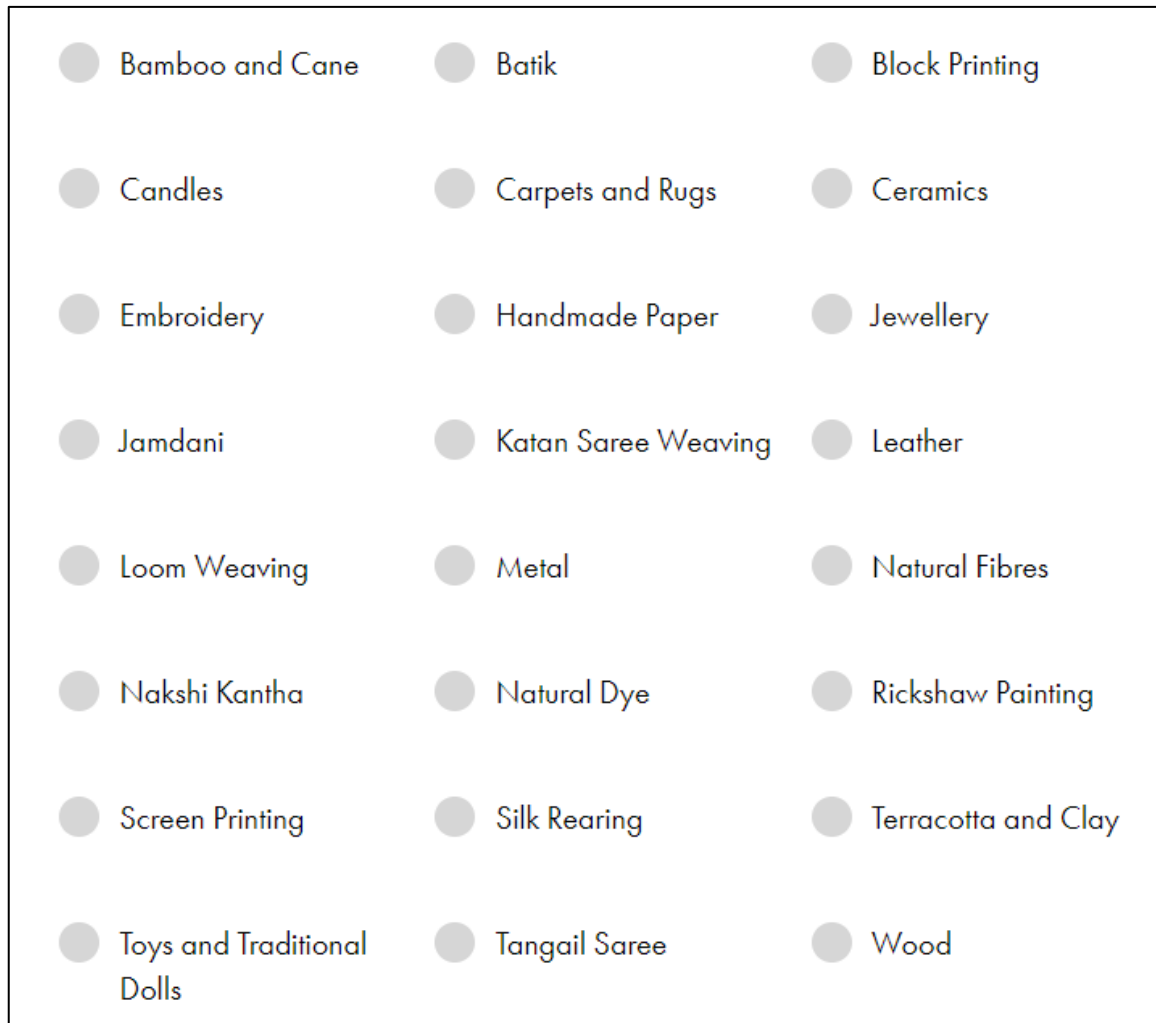 Bamboo and Cane
Batik
Block Printing
Candles
Carpets and Rugs
Ceramics
Embroidery
Handmade Paper
Jewellery
Jamdani
Katan Saree Weaving
Leather
Loom Weaving
Metal
Natural Fibres
Nakshi Kantha
Natural Dye
Rickshaw Painting
Screen Printing
Silk Rearing
Terracotta and Clay
Toys and Traditional
Dolls
Tangail Saree
Wood